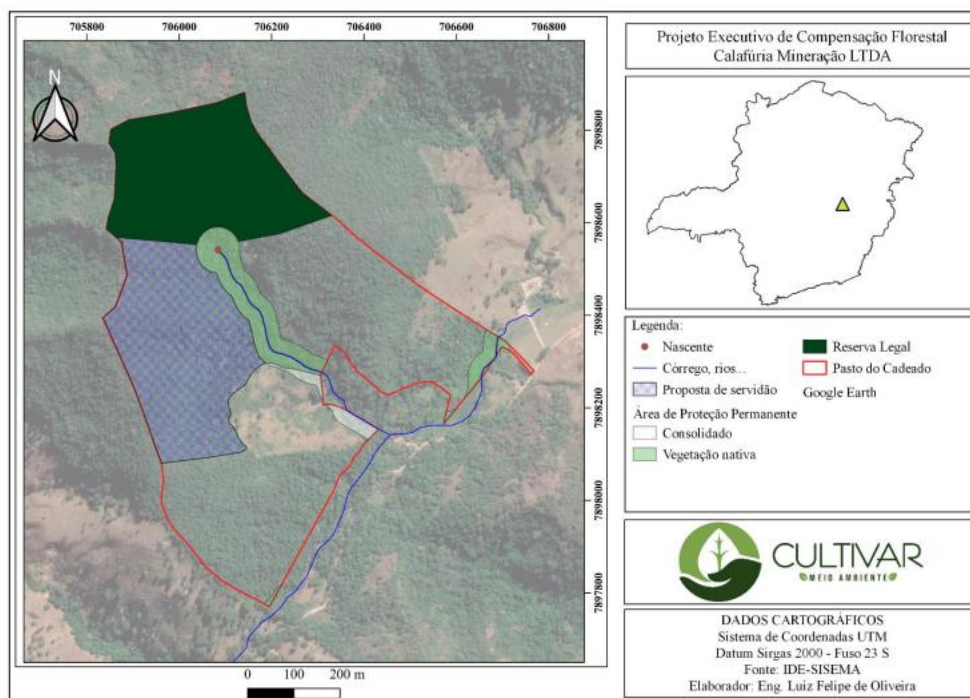 705800 706000 706200 706400 706600 706800
N
7898800
7898600
7898400
7898200
7898000
7897800
0 100 200 m
Projeto Executivo de Compensação Florestal
Calafúria Mineração LTDA
Legenda:
Nascente
Córrego, rios...
Proposta de servidão
Área de Proteção Permanente
Consolidado
Vegetação nativa
Reserva Legal
Pasto do Cadeado
Google Earth
CULTIVAR
MEIO AMBIENTE
DADOS CARTOGRÁFICOS
Sistema de Coordenadas UTM
Datum Sirgas 2000 - Fuso 23 S
Fonte: IDE-SISEMA
Elaborador: Eng. Luiz Felipe de Oliveira